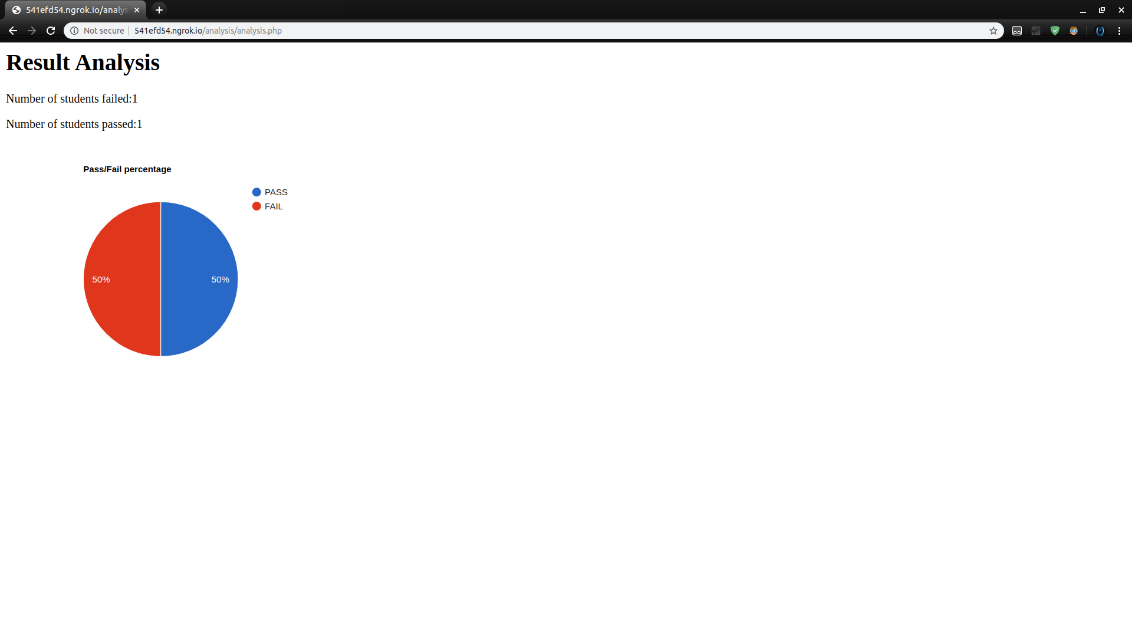 541efd54.ngrok.io/analys
Not secure
541efd54.ngrok.io/analysis/analysis.php
Result Analysis
Number of students failed:1
Number of students passed:1
Pass/Fail percentage
PASS
FAIL
50%
50%